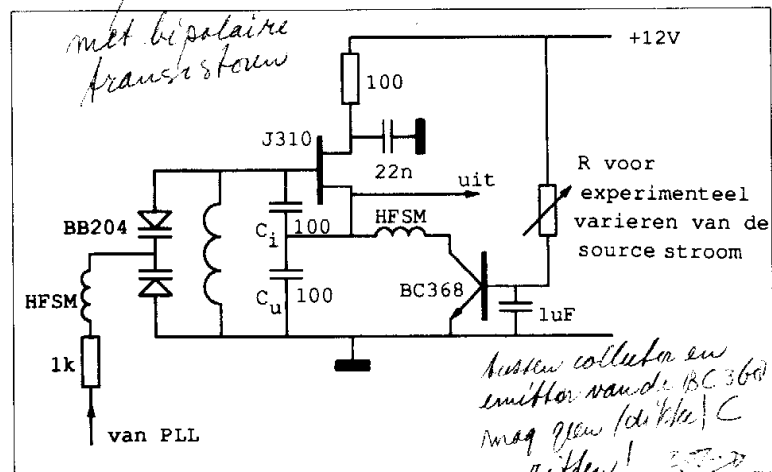 met bipolaire
transistoren
+12V
100
J310
22n
uit
R voor
experimenteel
varieren van de
source stroom
BB204
Ci
100
HFSM
HFSM
Cu
100
BC368
1uF
1k
van PLL
tussen collector en
emittor van de BC368
mag geen (dikke) C
zitten!